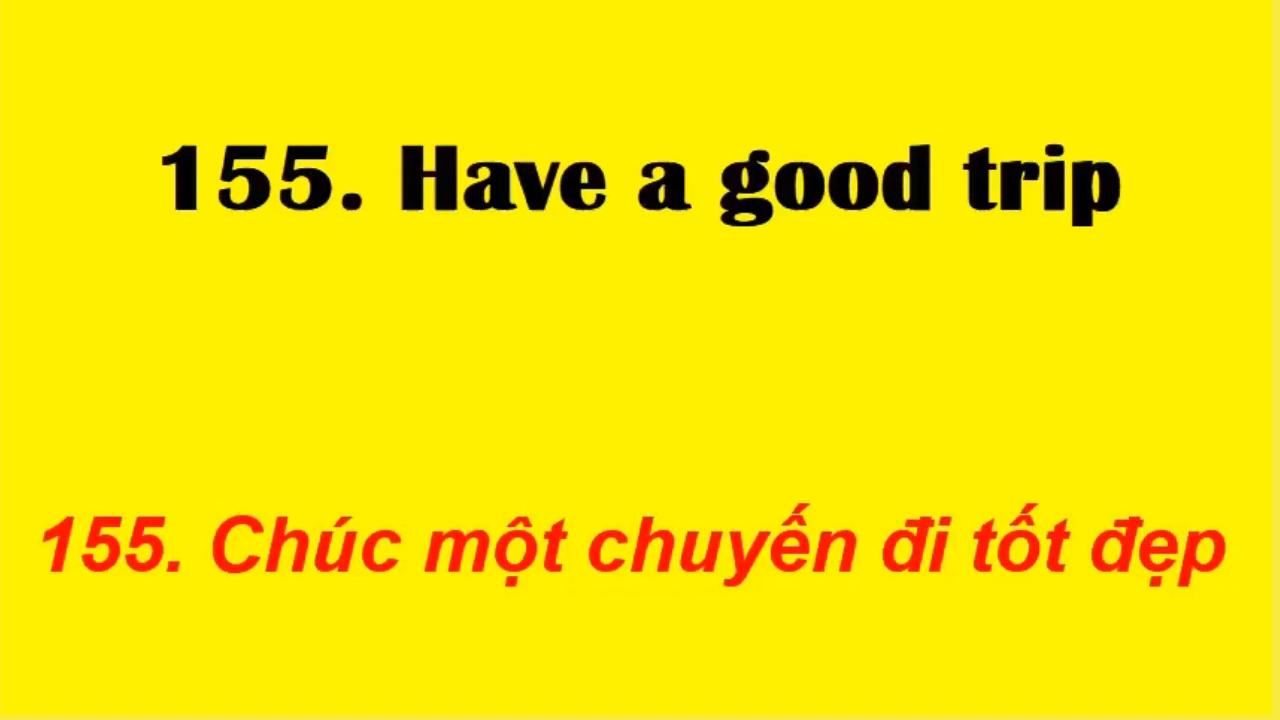 155. Have a good trip
155. Chúc một chuyến đi tốt đẹp